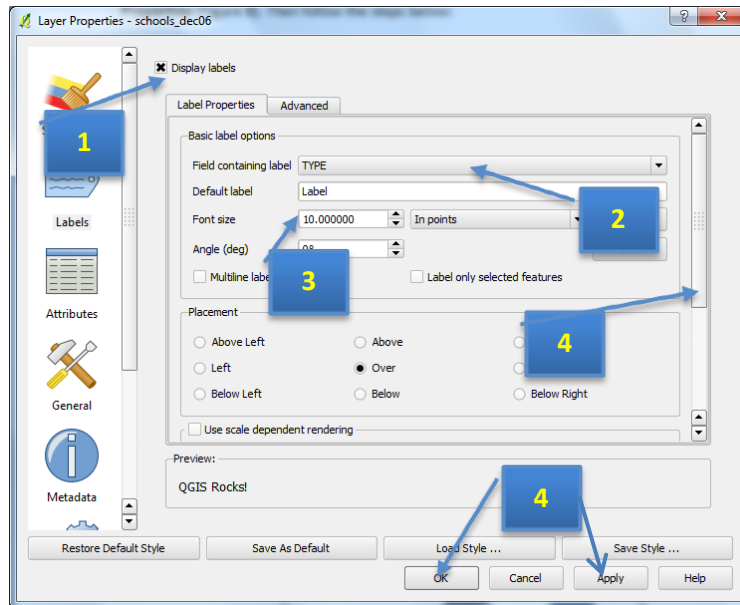 Layer Properties - schools_dec06
Display labels
Label Properties Advanced
1
Basic label options
Field containing label TYPE
Default label Label
2
Labels
Font size 10.000000 In points
Angle (deg) 0°
3
Multiline Label only selected features
Attributes
Placement
4
Above Left Above
Left Over
Below Left Below Below Right
General
Use scale dependent rendering
Preview:
QGIS Rocks!
4
Metadata
Restore Default Style Save As Default Load Style ... Save Style ...
OK Cancel Apply Help